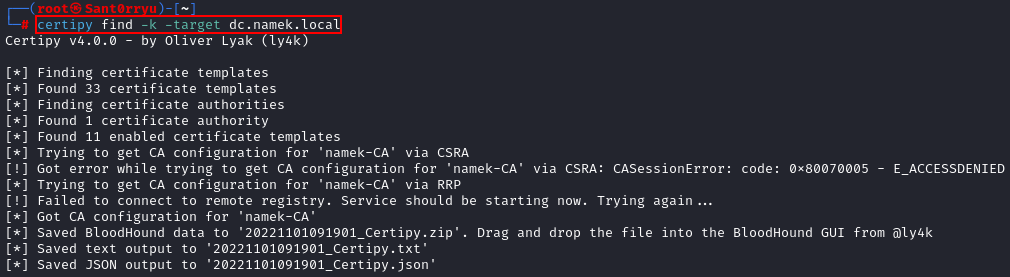 ┌──(root㉿Sant0rryu)-[~]
└─# certipy find -k -target dc.namek.local
Certipy v4.0.0 - by Oliver Lyak (ly4k)

[*] Finding certificate templates
[*] Found 33 certificate templates
[*] Finding certificate authorities
[*] Found 1 certificate authority
[*] Found 11 enabled certificate templates
[*] Trying to get CA configuration for 'namek-CA' via CSRA
[!] Got error while trying to get CA configuration for 'namek-CA' via CSRA: CASessionError: code: 0x80070005 - E_ACCESSDENIED
[*] Trying to get CA configuration for 'namek-CA' via RRP
[!] Failed to connect to remote registry. Service should be starting now. Trying again...
[*] Got CA configuration for 'namek-CA'
[*] Saved BloodHound data to '20221101091901_Certipy.zip'. Drag and drop the file into the BloodHound GUI from @ly4k
[*] Saved text output to '20221101091901_Certipy.txt'
[*] Saved JSON output to '20221101091901_Certipy.json'